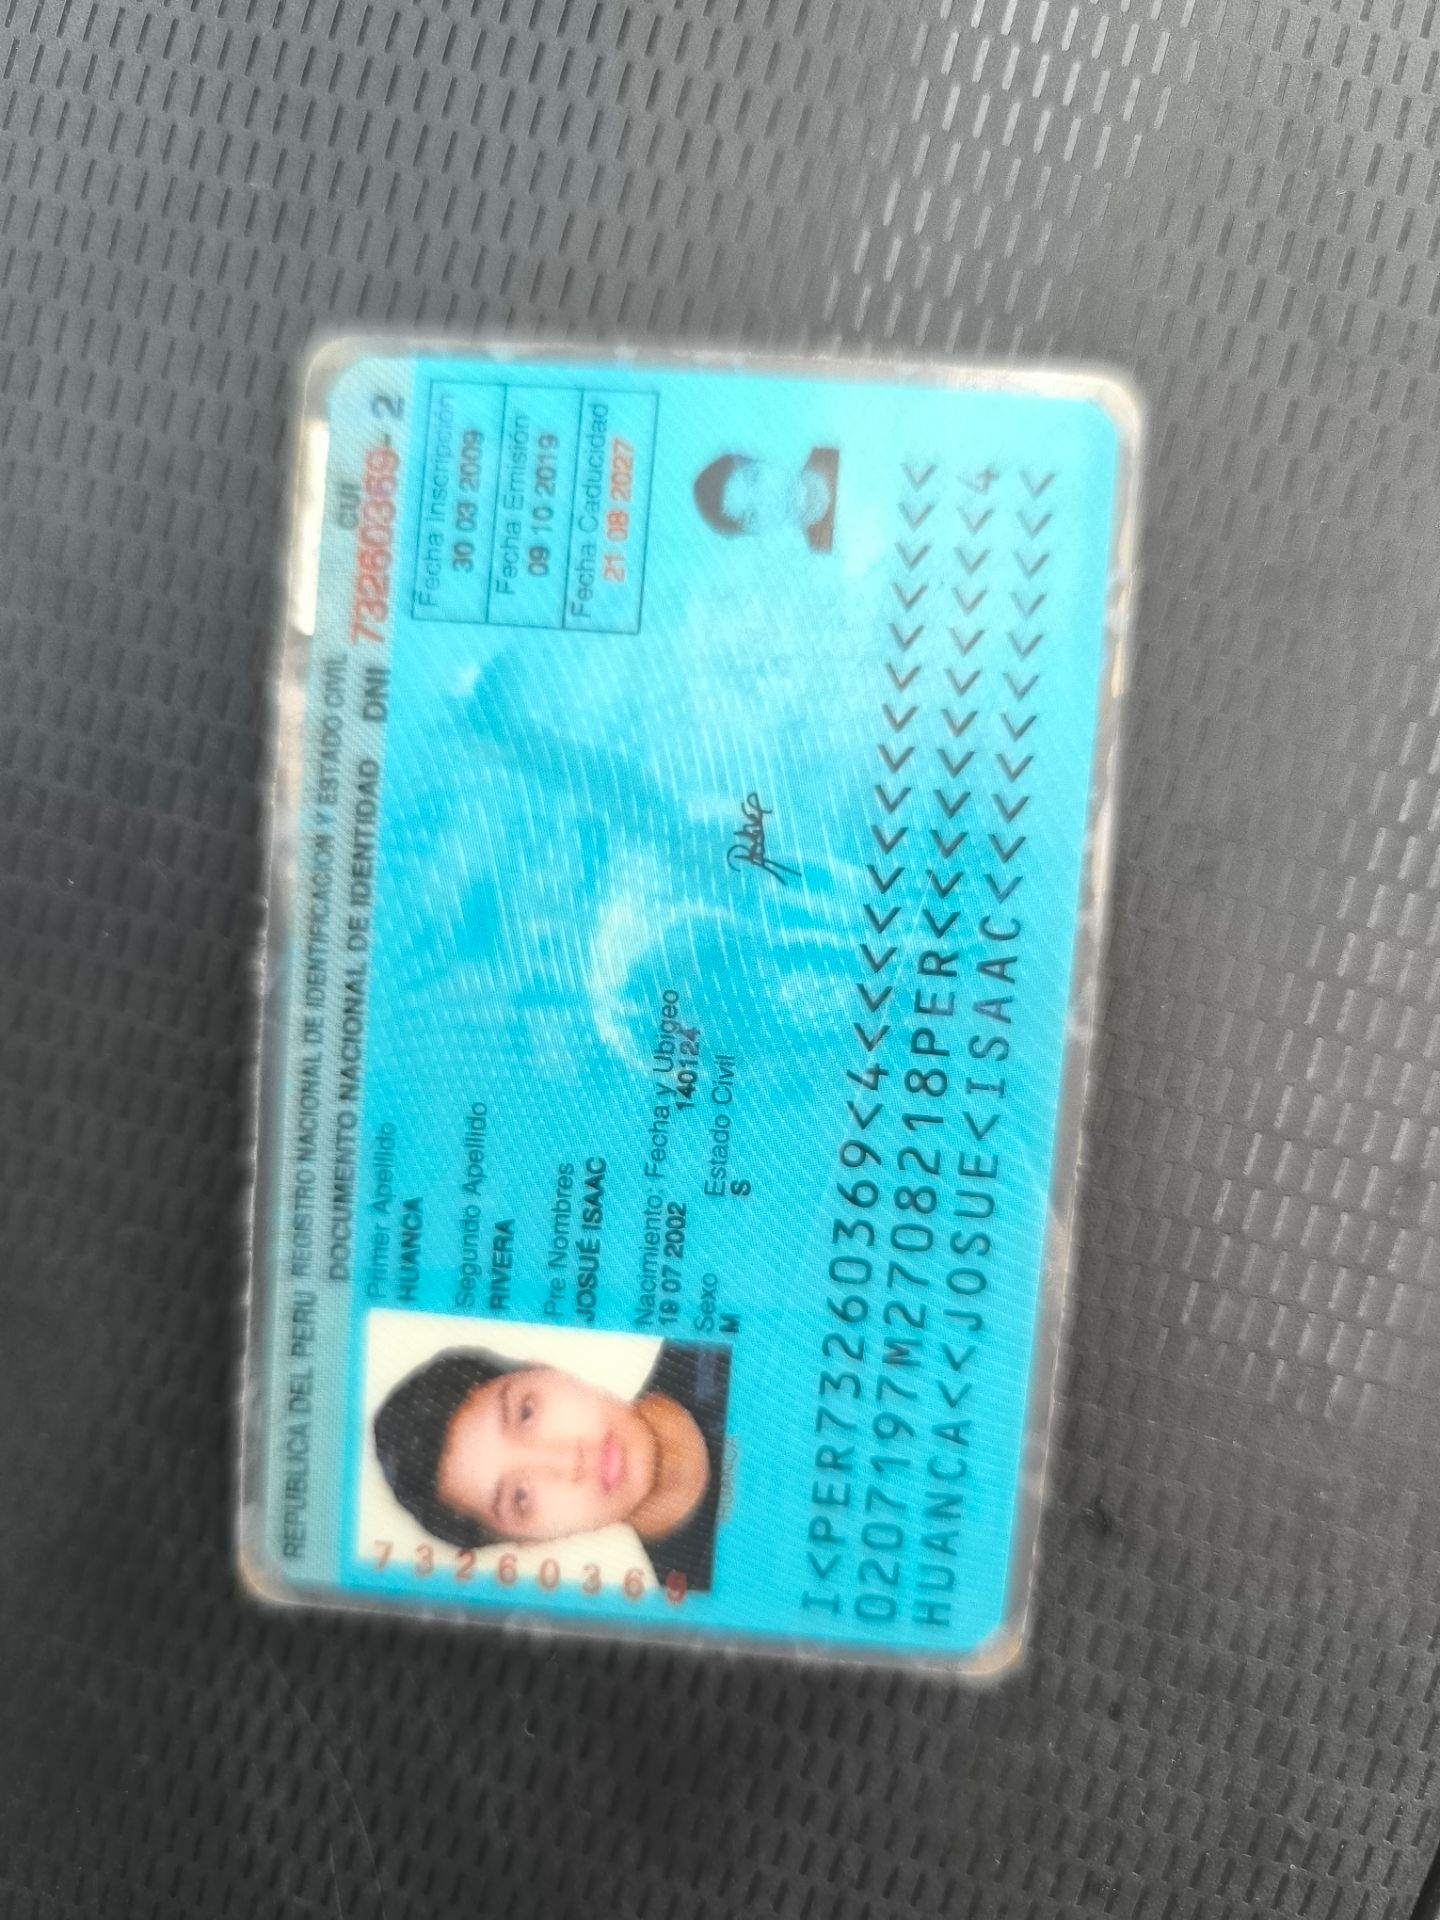 REPUBLICA DEL PERU REGISTRO NACIONAL DE IDENTIFICACION Y ESTADO CIVIL
DOCUMENTO NACIONAL DE IDENTIDAD DNI
CUI
73260369-2
Primer Apellido
HUANCA
Segundo Apellido
RIVERA
Pre Nombres
JOSUÉ ISAAC
Nacimiento: Fecha y Ubigeo
19 07 2002 140124
Sexo Estado Civil
M S
Fecha Inscripción
30 03 2009
Fecha Emisión
09 10 2019
Fecha Caducidad
21 08 2027
73260369
I<PER73260369<4<<<<<<<<<<<<<<<
0207197M2708218PER<<<<<<<<<<<4
HUANCA<<JOSUE<ISAAC<<<<<<<<<<<